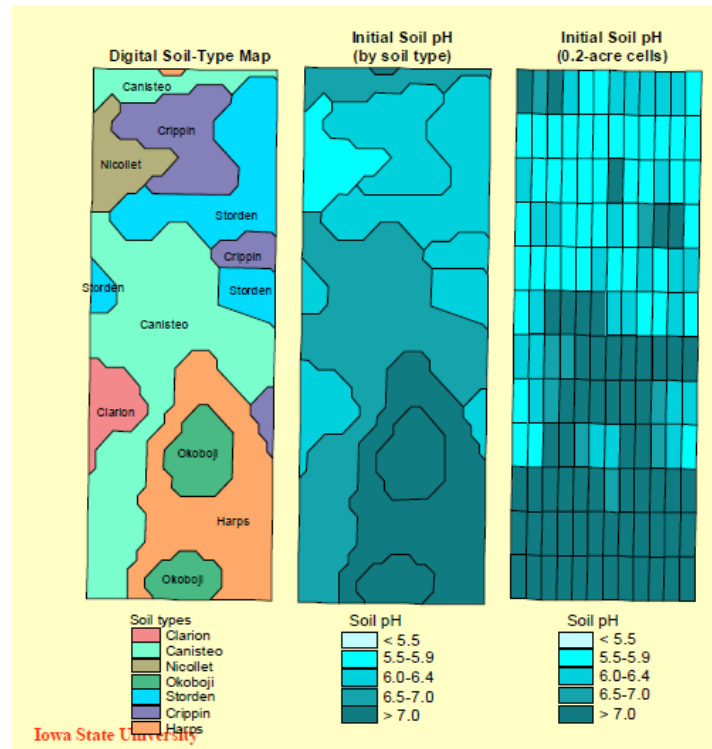 Digital Soil-Type Map
Initial Soil pH
(by soil type)
Initial Soil pH
(0.2-acre cells)
Canisteo
Crippin
Nicollet
Storden
Crippin
Storden
Storden
Canisteo
Clarion
Okoboji
Harps
Okoboji
Soil types
Clarion
Canisteo
Nicollet
Okoboji
Storden
Crippin
Harps
Soil pH
< 5.5
5.5-5.9
6.0-6.4
6.5-7.0
> 7.0
Soil pH
< 5.5
5.5-5.9
6.0-6.4
6.5-7.0
> 7.0
Iowa State University